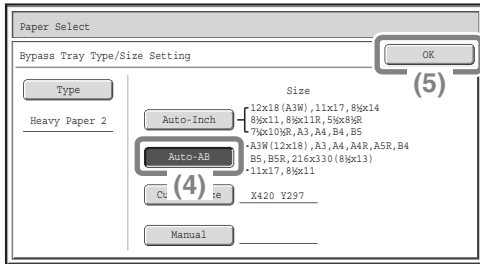 Paper Select
Bypass Tray Type/Size Setting
OK
(5)
Type
Size
Heavy Paper 2
Auto-Inch
12x18(A3W),11x17,8½x14
8½x11,8½x11R,5½x8½R
7¼x10½R,A3,A4,B4,B5
Auto-AB
•A3W(12x18),A3,A4,A4R,A5R,B4
B5,B5R,216x330(8½x13)
•11x17,8½x11
(4)
X420 Y297
Manual